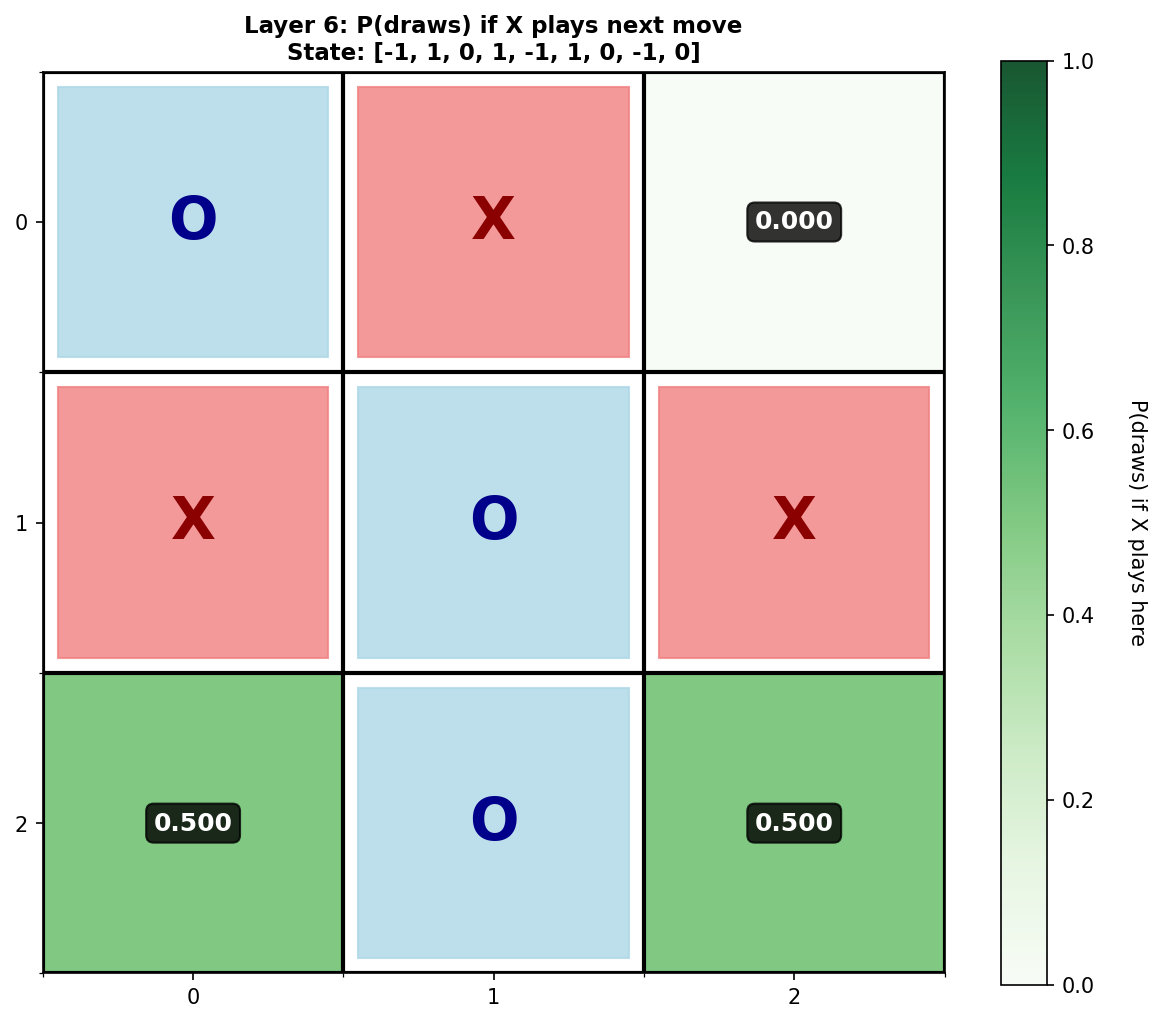 Layer 6: P(draws) if X plays next move
State: [-1, 1, 0, 1, -1, 1, 0, -1, 0]
0
O
X
0.000
1
X
O
X
2
0.500
O
0.500
0
1
2
1.0
0.8
0.6
0.4
0.2
0.0
P(draws) if X plays here